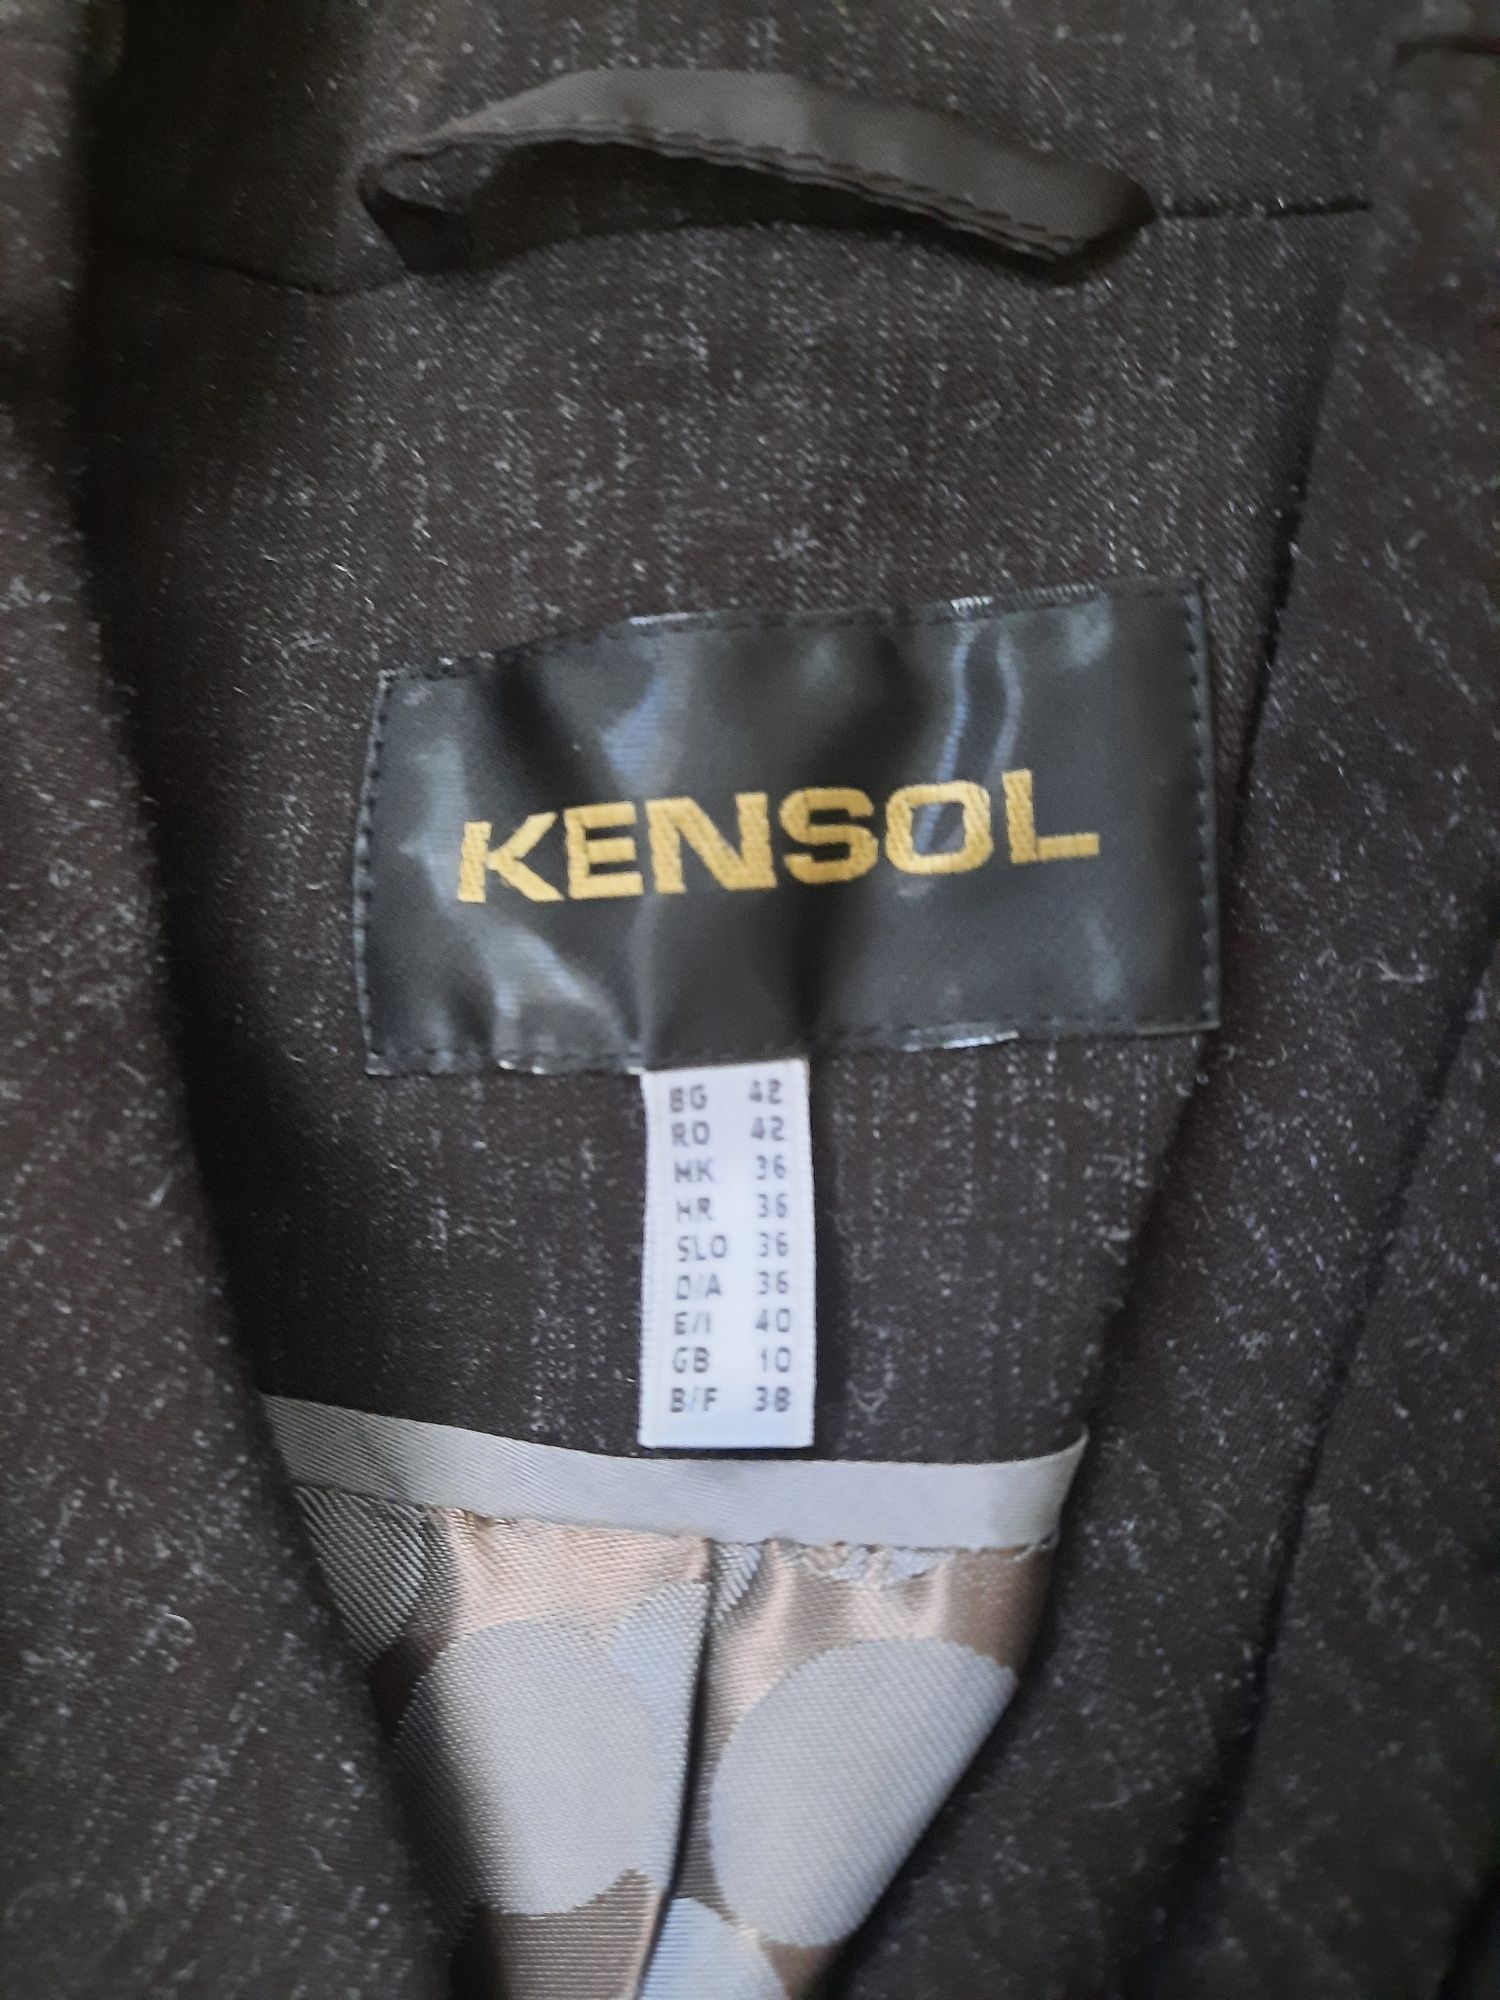 KENSOL
BG 42
RO 42
MK 36
HR 36
SLO 36
D/A 36
E/I 40
GB 10
B/F 38